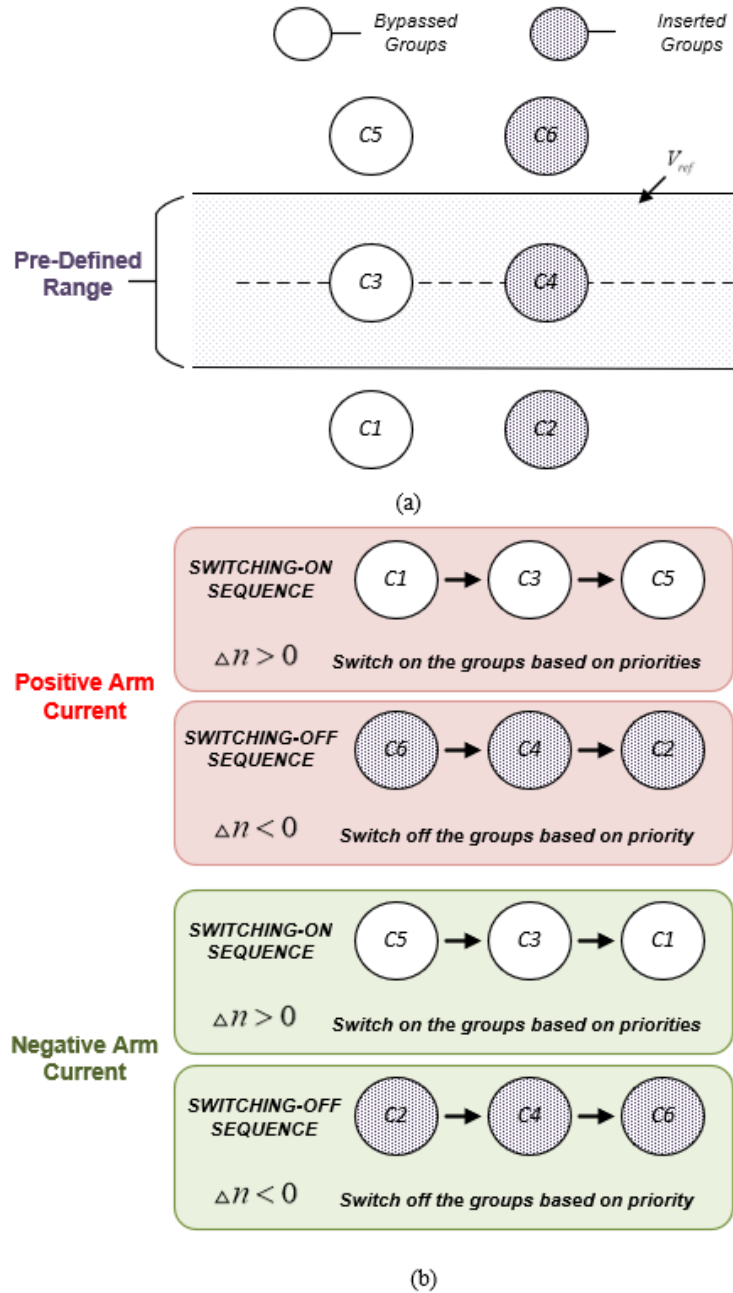 Bypassed
Groups
Inserted
Groups
C5
C6
V_ref
Pre-Defined
Range
C3
C4
C1
C2
(a)
SWITCHING-ON
SEQUENCE
C1
C3
C5
△n > 0
Switch on the groups based on priorities
Positive Arm
Current
SWITCHING-OFF
SEQUENCE
C6
C4
C2
△n < 0
Switch off the groups based on priority
SWITCHING-ON
SEQUENCE
C5
C3
C1
△n > 0
Switch on the groups based on priorities
Negative Arm
Current
SWITCHING-OFF
SEQUENCE
C2
C4
C6
△n < 0
Switch off the groups based on priority
(b)